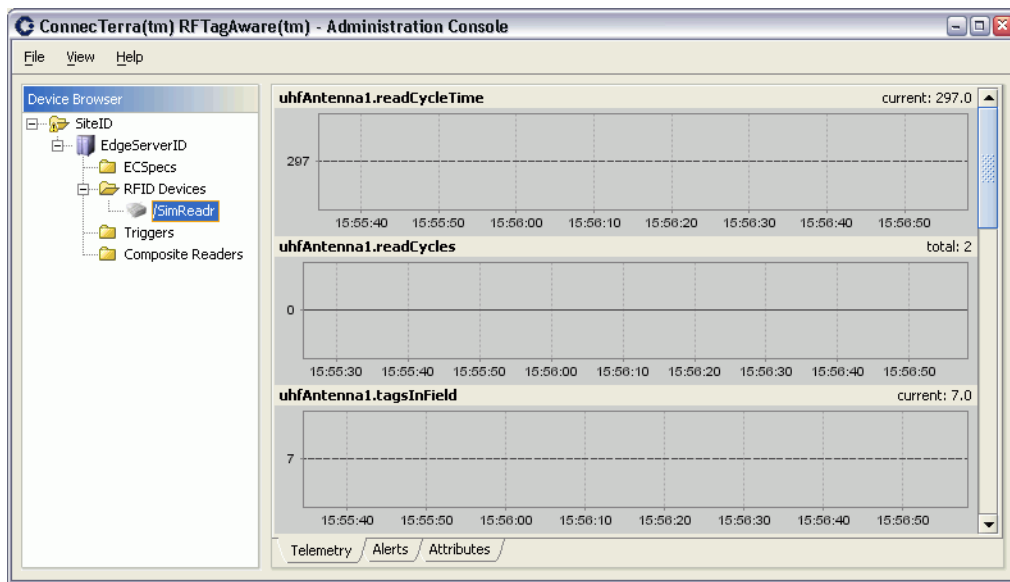 ConnecTerra(tm) RFTagAware(tm) - Administration Console
File View Help
Device Browser
SiteID
EdgeServerID
ECSpecs
RFID Devices
/SimReadr
Triggers
Composite Readers
uhfAntenna1.readCycleTime current: 297.0
297
15:55:40 15:55:50 15:56:00 15:56:10 15:56:20 15:56:30 15:56:40 15:56:50
uhfAntenna1.readCycles total: 2
0
15:55:30 15:55:40 15:55:50 15:56:00 15:56:10 15:56:20 15:56:30 15:56:40 15:56:50
uhfAntenna1.tagsInField current: 7.0
7
15:55:40 15:55:50 15:56:00 15:56:10 15:56:20 15:56:30 15:56:40 15:56:50
Telemetry Alerts Attributes